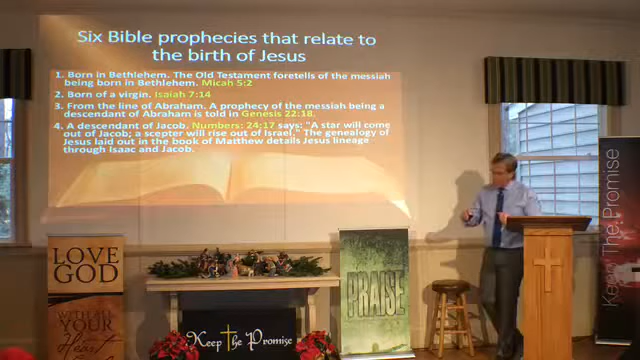 Six Bible prophecies that relate to
the birth of Jesus
1. Born in Bethlehem. The Old Testament foretells of the messiah
being born in Bethlehem. Micah 5:2
2. Born of a virgin. Isaiah 7:14
3. From the line of Abraham. A prophecy of the messiah being a
descendant of Abraham is told in Genesis 22:18.
4. A descendant of Jacob. Numbers: 24:17 says: "A star will come
out of Jacob; a scepter will rise out of Israel." The genealogy of
Jesus laid out in the book of Matthew details Jesus lineage
through Isaac and Jacob.
LOVE
GOD
WITH ALL
YOUR
Heart
PRAISE
Keep The Promise
The Promise